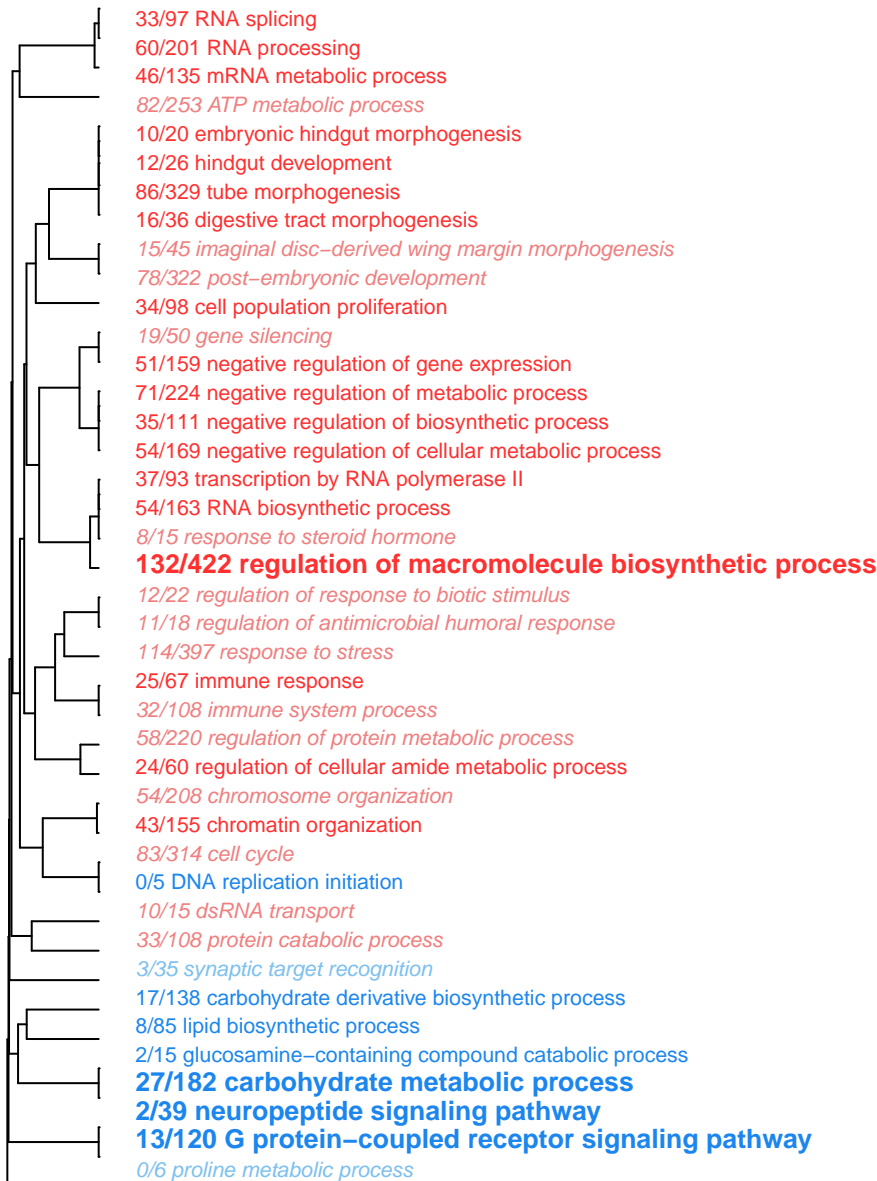 33/97 RNA splicing
60/201 RNA processing
46/135 mRNA metabolic process
82/253 ATP metabolic process
10/20 embryonic hindgut morphogenesis
12/26 hindgut development
86/329 tube morphogenesis
16/36 digestive tract morphogenesis
15/45 imaginal disc−derived wing margin morphogenesis
78/322 post−embryonic development
34/98 cell population proliferation
19/50 gene silencing
51/159 negative regulation of gene expression
71/224 negative regulation of metabolic process
35/111 negative regulation of biosynthetic process
54/169 negative regulation of cellular metabolic process
37/93 transcription by RNA polymerase II
54/163 RNA biosynthetic process
8/15 response to steroid hormone
132/422 regulation of macromolecule biosynthetic process
12/22 regulation of response to biotic stimulus
11/18 regulation of antimicrobial humoral response
114/397 response to stress
25/67 immune response
32/108 immune system process
58/220 regulation of protein metabolic process
24/60 regulation of cellular amide metabolic process
54/208 chromosome organization
43/155 chromatin organization
83/314 cell cycle
0/5 DNA replication initiation
10/15 dsRNA transport
33/108 protein catabolic process
3/35 synaptic target recognition
17/138 carbohydrate derivative biosynthetic process
8/85 lipid biosynthetic process
2/15 glucosamine−containing compound catabolic process
27/182 carbohydrate metabolic process
2/39 neuropeptide signaling pathway
13/120 G protein−coupled receptor signaling pathway
0/6 proline metabolic process